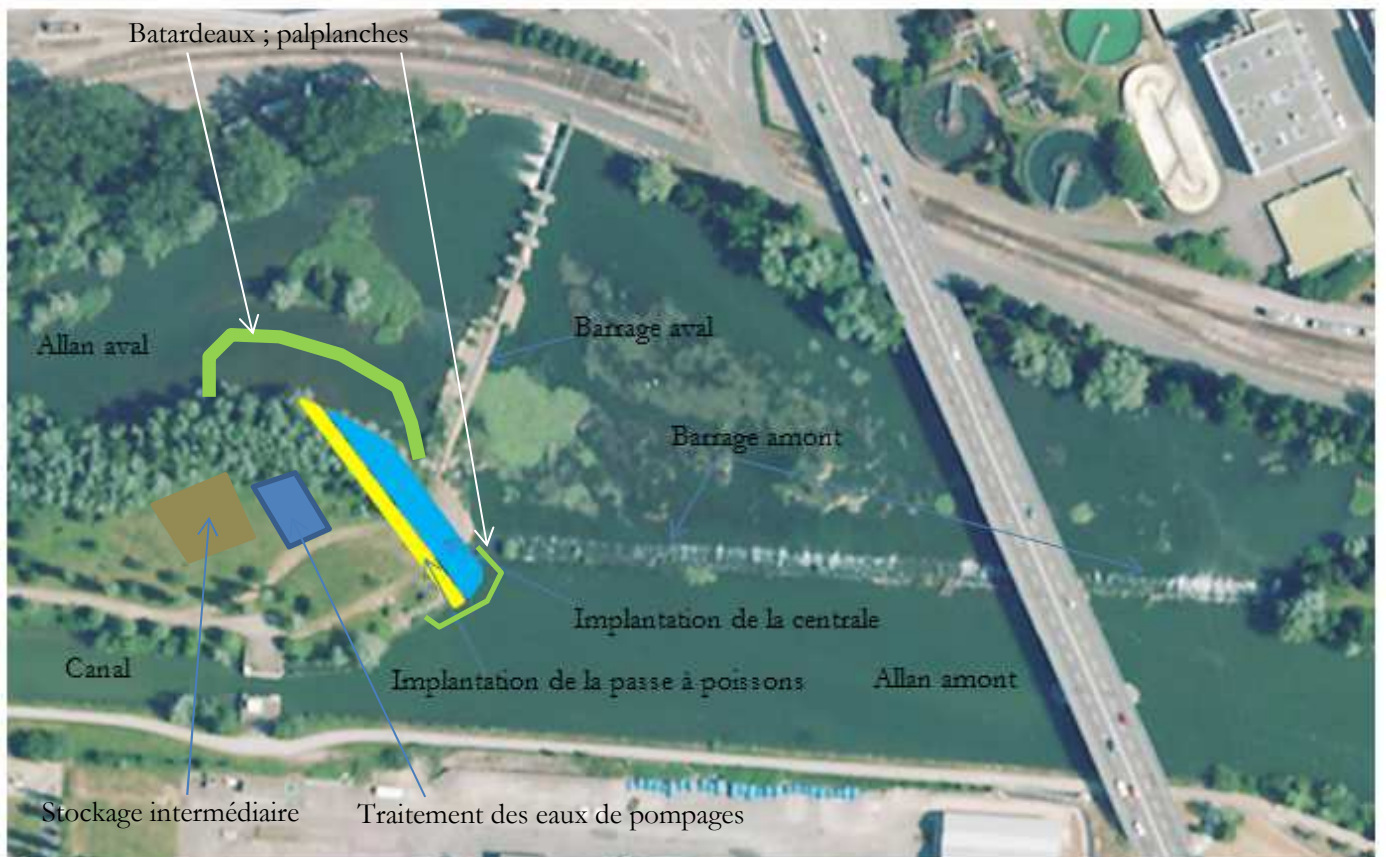 Batardeaux ; palplanches
Barrage aval
Allan aval
Barrage amont
Implantation de la centrale
Canal
Implantation de la passe à poissons
Allan amont
Stockage intermédiaire
Traitement des eaux de pompages